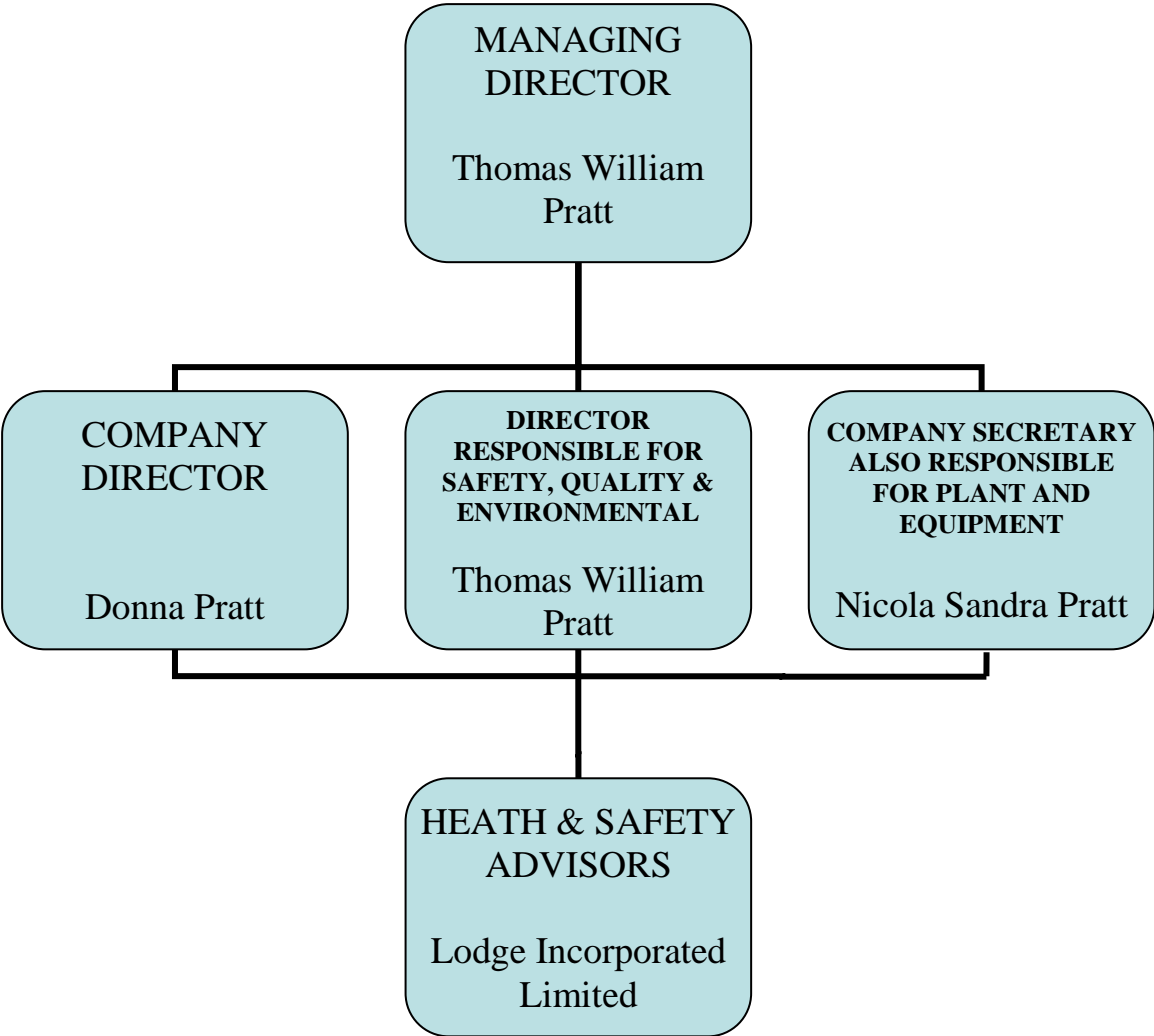 MANAGING
DIRECTOR
Thomas William
Pratt
COMPANY
DIRECTOR
Donna Pratt
DIRECTOR
RESPONSIBLE FOR
SAFETY, QUALITY &
ENVIRONMENTAL
Thomas William
Pratt
COMPANY SECRETARY
ALSO RESPONSIBLE
FOR PLANT AND
EQUIPMENT
Nicola Sandra Pratt
HEATH & SAFETY
ADVISORS
Lodge Incorporated
Limited